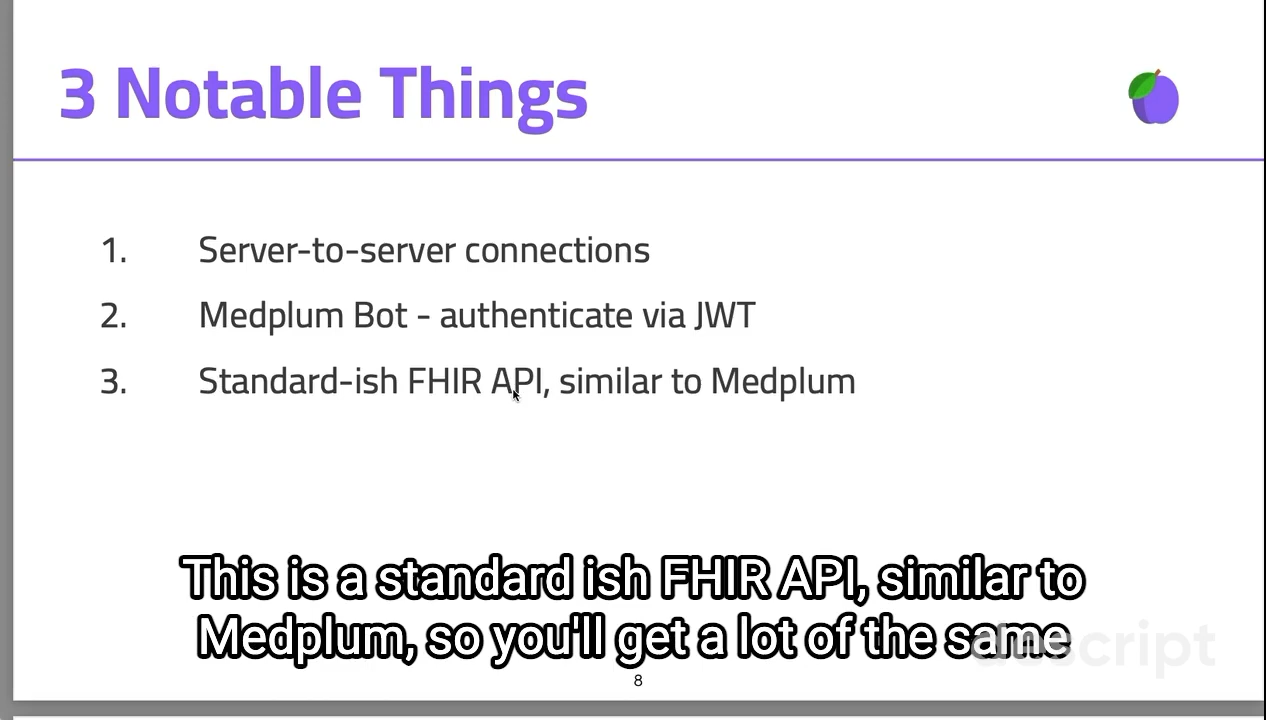 3 Notable Things
1. Server-to-server connections
2. Medplum Bot - authenticate via JWT
3. Standard-ish FHIR API, similar to Medplum
This is a standard ish FHIR API, similar to
Medplum, so you'll get a lot of the same
descript
8